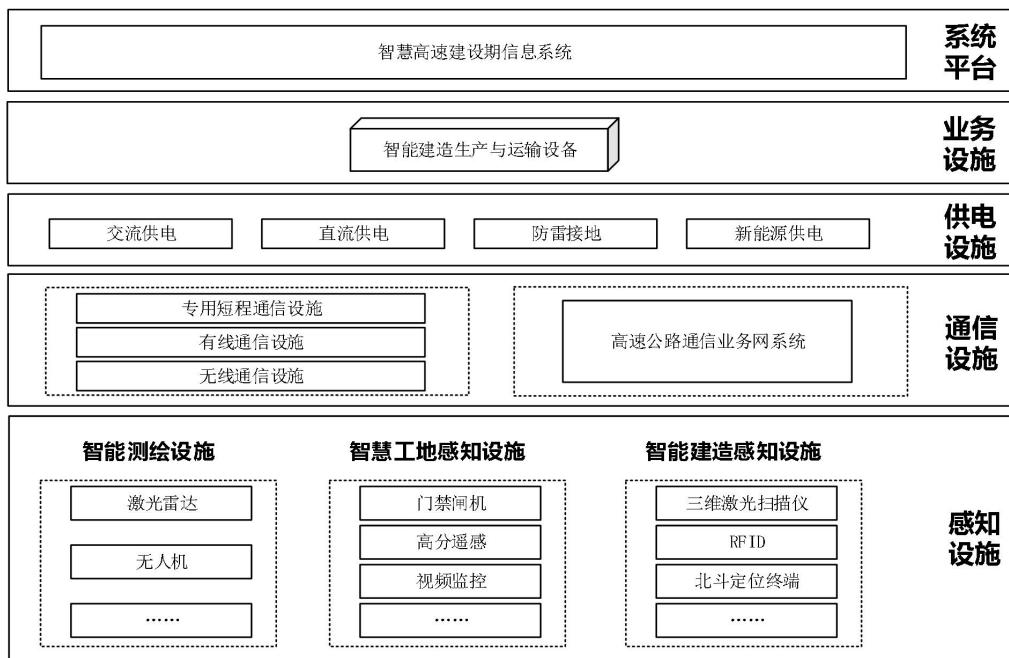 智慧高速建设期信息系统
系统
平台
智能建造生产与运输设备
业务
设施
交流供电
直流供电
防雷接地
新能源供电
供电
设施
专用短程通信设施
有线通信设施
无线通信设施
高速公路通信业务网系统
通信
设施
智能测绘设施
激光雷达
无人机
……
智慧工地感知设施
门禁闸机
高分遥感
视频监控
……
智能建造感知设施
三维激光扫描仪
RFID
北斗定位终端
……
感知
设施